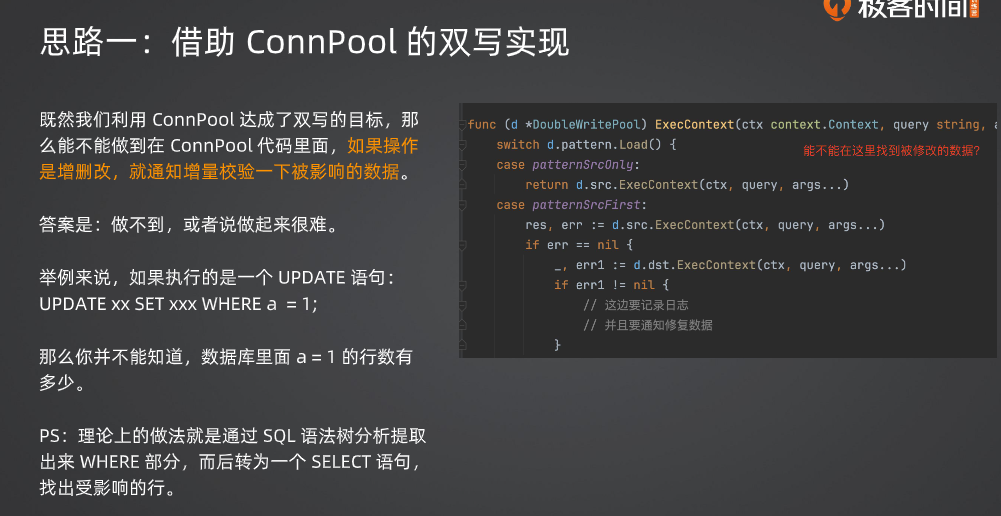 极客时间
思路一：借助 ConnPool 的双写实现
既然我们利用 ConnPool 达成了双写的目标，那
么能不能做到在 ConnPool 代码里面，如果操作
是增删改，就通知增量校验一下被影响的数据。
答案是：做不到，或者说做起来很难。
举例来说，如果执行的是一个 UPDATE 语句：
UPDATE xx SET xxx WHERE a = 1;
那么你并不能知道，数据库里面 a = 1 的行数有
多少。
PS：理论上的做法就是通过 SQL 语法树分析提取
出来 WHERE 部分，而后转为一个 SELECT 语句，
找出受影响的行。
func (d *DoubleWritePool) ExecContext(ctx context.Context, query string, a
switch d.pattern.Load() {
能不能在这里找到被修改的数据?
case patternSrcOnly:
return d.src.ExecContext(ctx, query, args...)
case patternSrcFirst:
res, err := d.src.ExecContext(ctx, query, args...)
if err == nil {
_, err1 := d.dst.ExecContext(ctx, query, args...)
if err1 != nil {
// 这边要记录日志
// 并且要通知修复数据
}